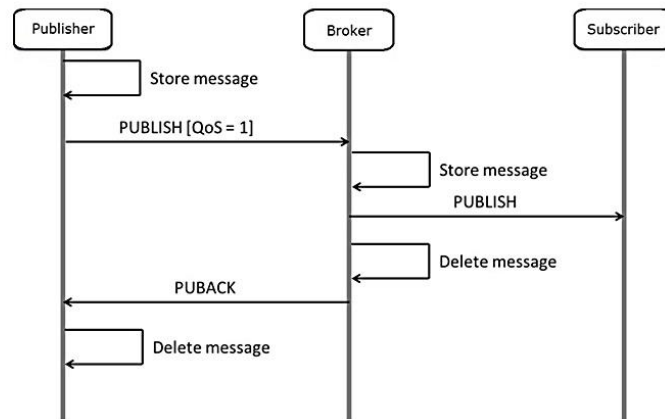 Publisher
Broker
Subscriber
Store message
PUBLISH [QoS = 1]
Store message
PUBLISH
Delete message
PUBACK
Delete message